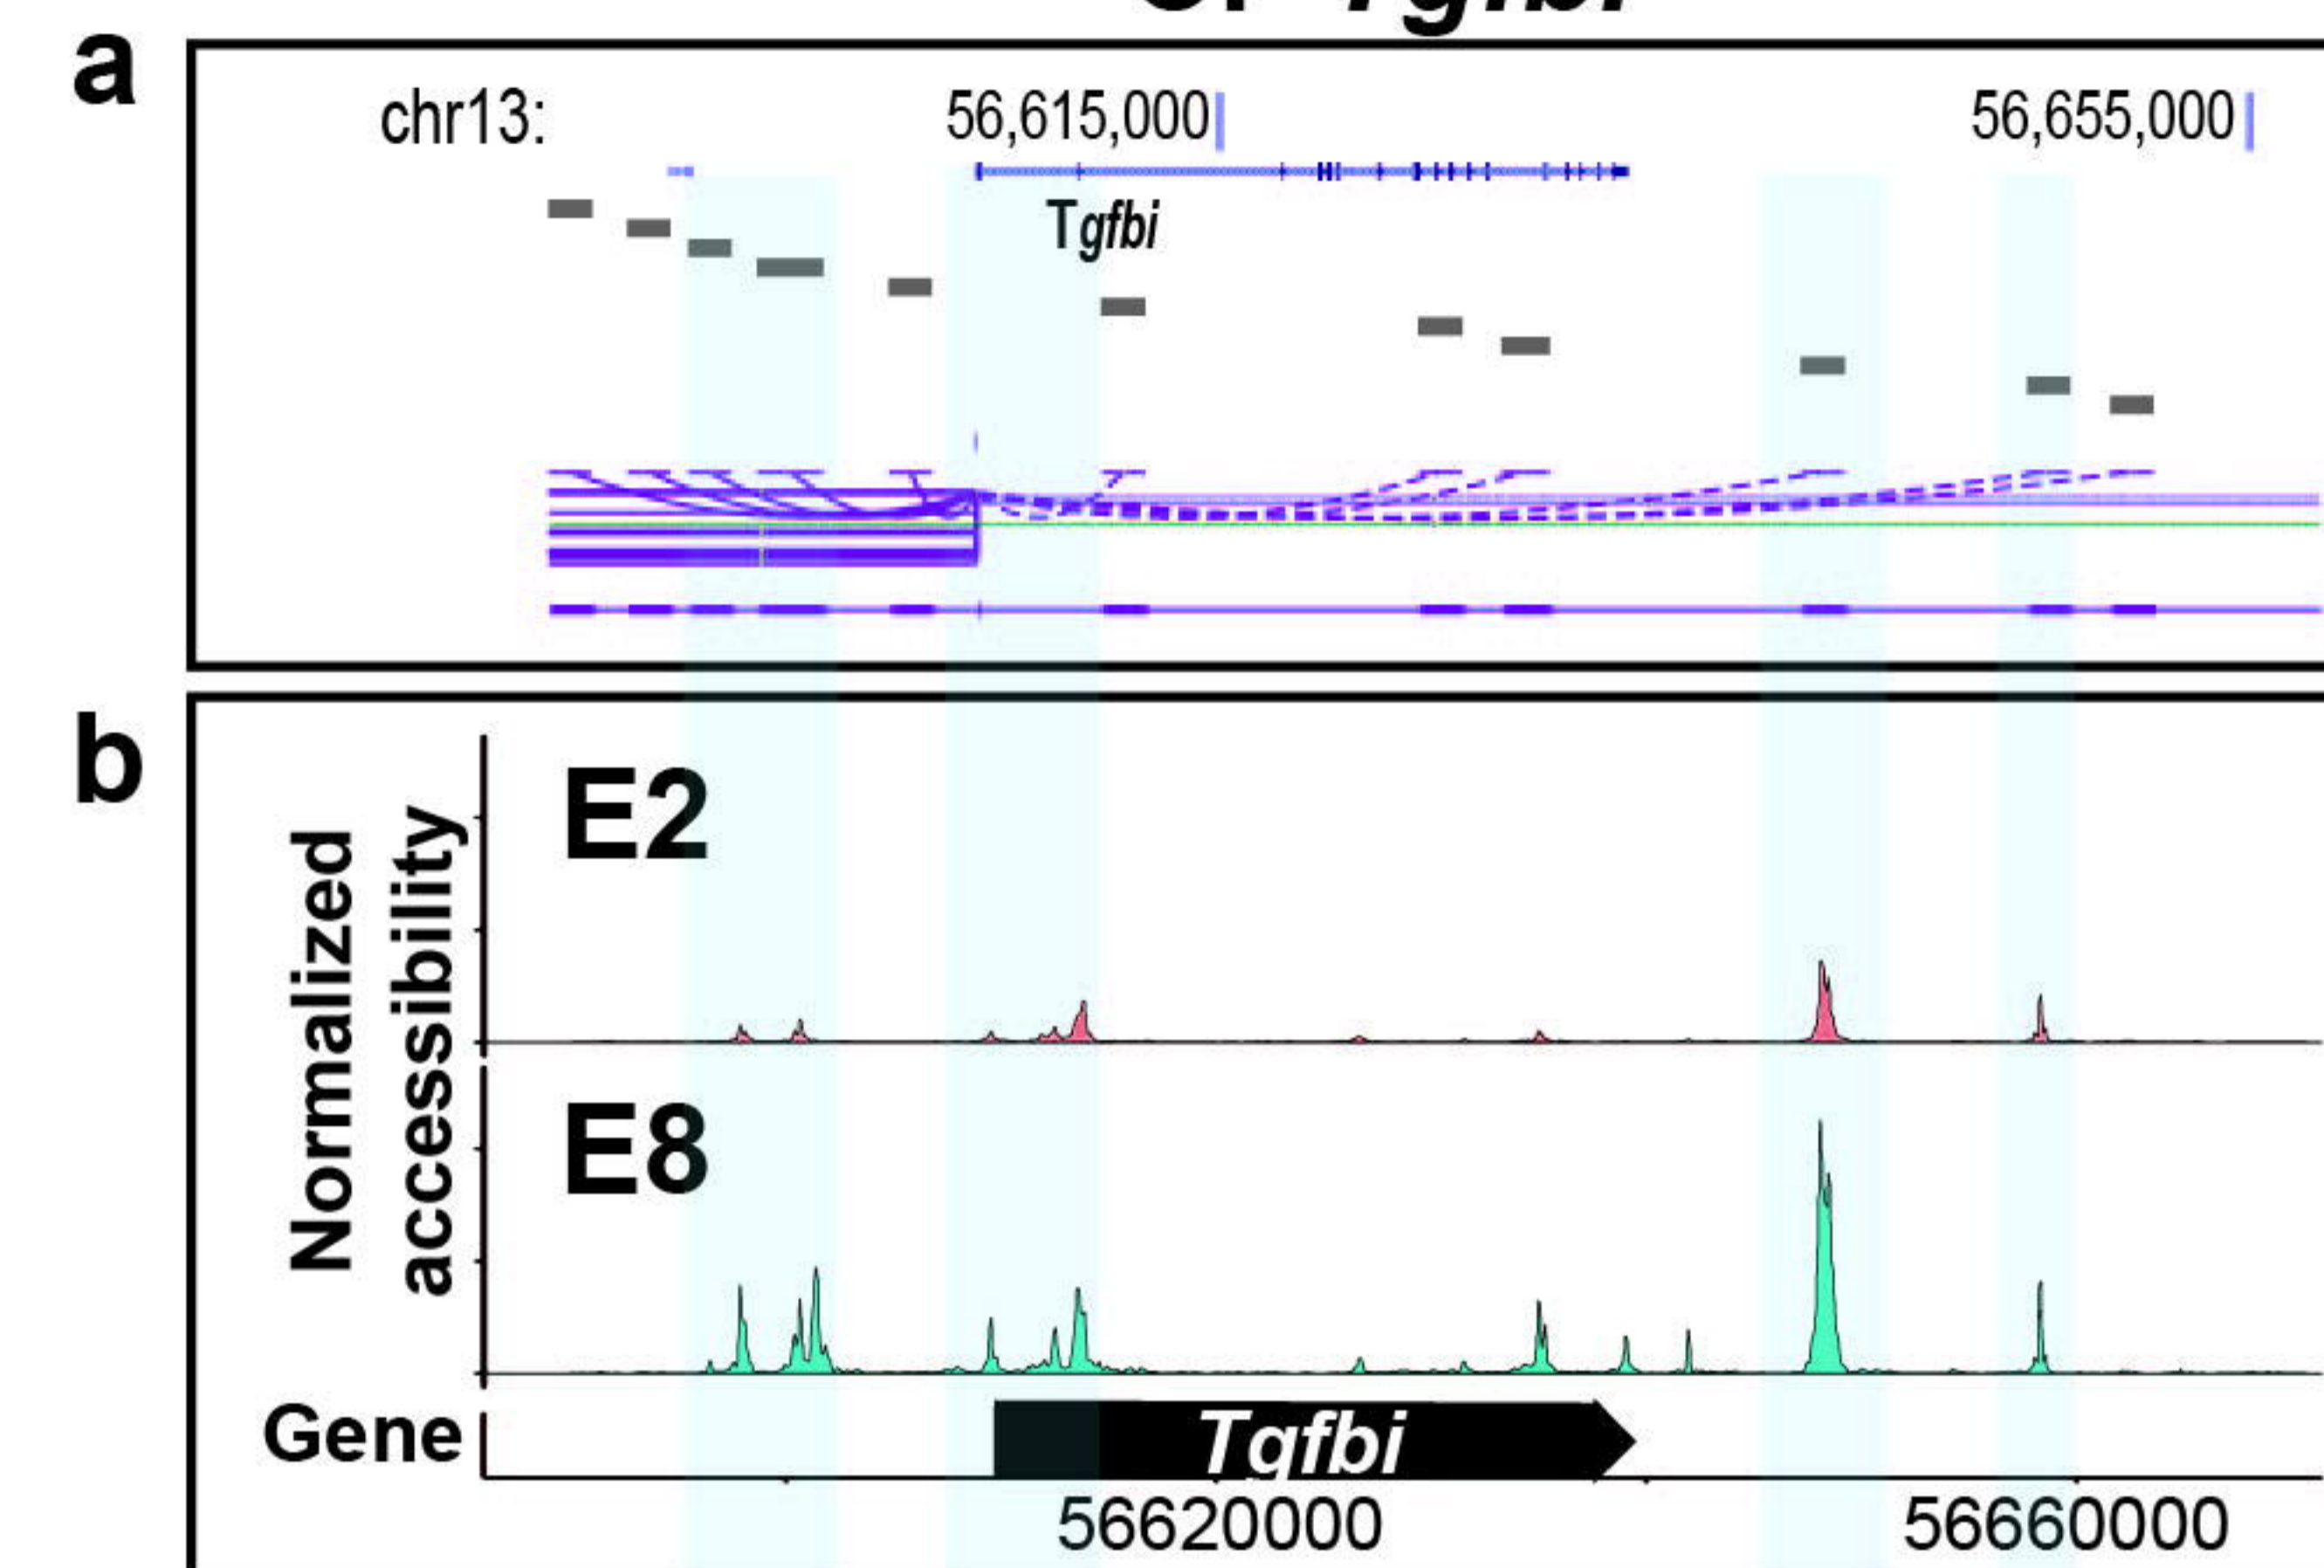 a
chr13:
56,615,000
56,655,000
Tgfbi
b
Normalized
accessibility
E2
E8
Gene
Tgfbi
56620000
56660000